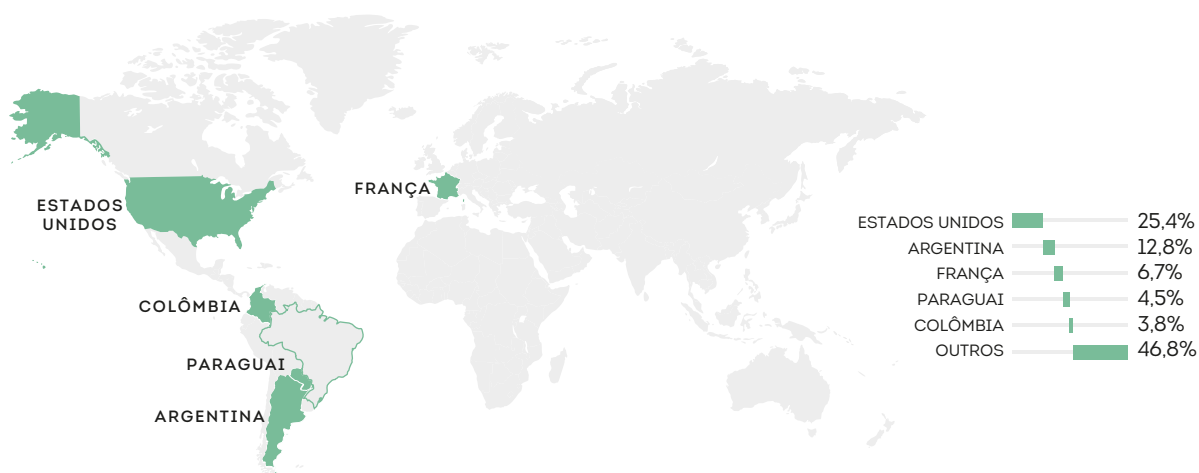 FRANÇA
ESTADOS
UNIDOS
COLÔMBIA
PARAGUAI
ARGENTINA
ESTADOS UNIDOS 25,4%
ARGENTINA 12,8%
FRANÇA 6,7%
PARAGUAI 4,5%
COLÔMBIA 3,8%
OUTROS 46,8%